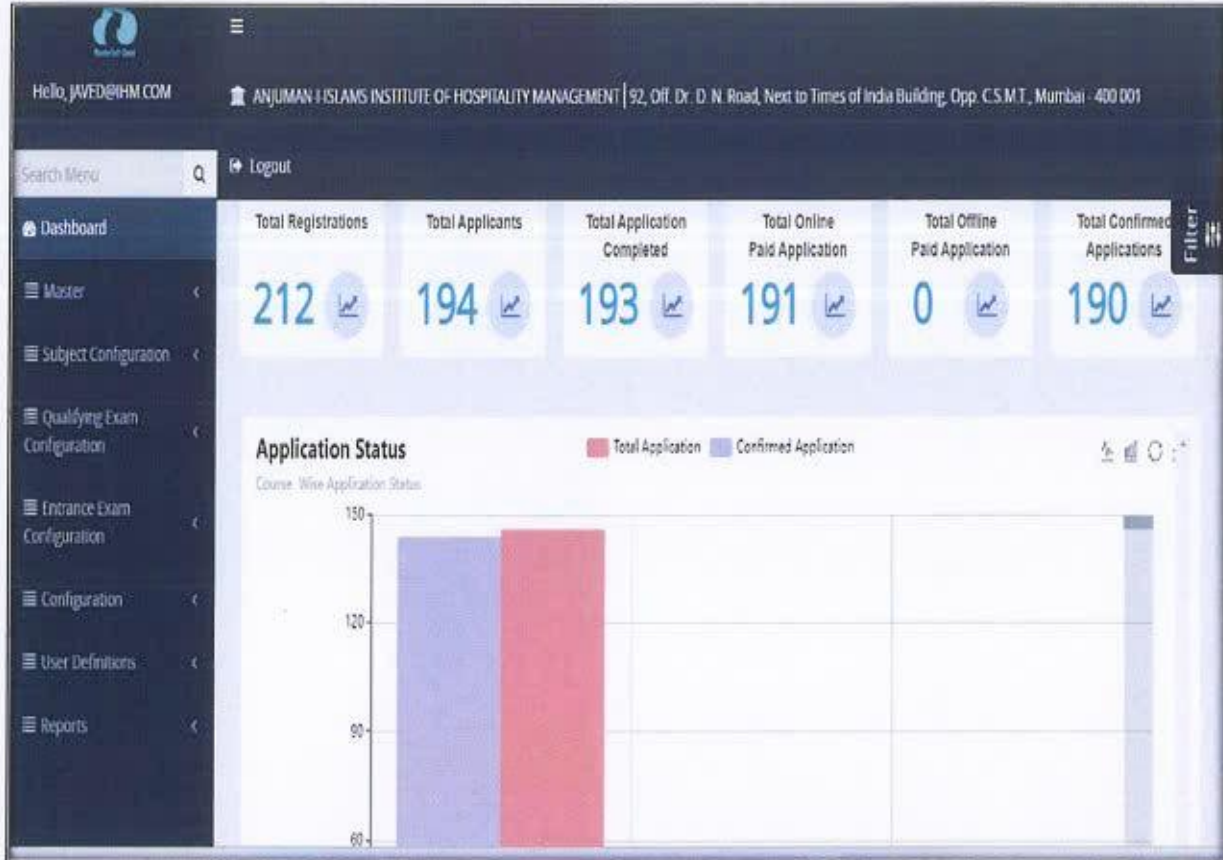 Hello, JAVED@IHM.COM
ANJUMAN-I-ISLAMS INSTITUTE OF HOSPITALITY MANAGEMENT | 92, Off. Dr. D. N. Road, Next to Times of India Building, Opp. C.S.M.T., Mumbai - 400 001
Search Menu
Logout
Dashboard
Master
Subject Configuration
Qualifying Exam
Configuration
Entrance Exam
Configuration
Configuration
User Definitions
Reports
Total Registrations
212
Total Applicants
194
Total Application
Completed
193
Total Online
Paid Application
191
Total Offline
Paid Application
0
Total Confirmed
Applications
190
Filter
Application Status
Course Wise Application Status
Total Application
Confirmed Application
150
120
90
60